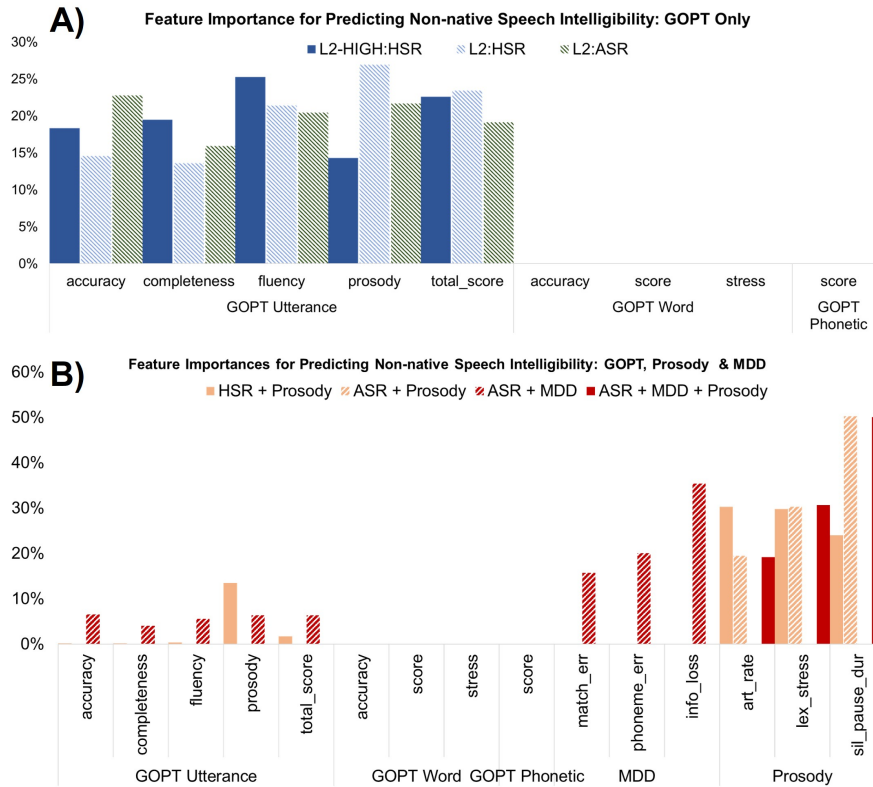 A)
Feature Importance for Predicting Non-native Speech Intelligibility: GOPT Only
L2-HIGH:HSR L2:HSR L2:ASR
30%
25%
20%
15%
10%
5%
0%
accuracy completeness fluency prosody total_score accuracy score stress score
GOPT Utterance GOPT Word GOPT
Phonetic
B)
Feature Importances for Predicting Non-native Speech Intelligibility: GOPT, Prosody & MDD
HSR + Prosody ASR + Prosody ASR + MDD ASR + MDD + Prosody
60%
50%
40%
30%
20%
10%
0%
accuracy
completeness
fluency
prosody
total_score
accuracy
score
stress
score
match_err
phoneme_err
info_loss
art_rate
lex_stress
sil_pause_dur
GOPT Utterance GOPT Word GOPT Phonetic MDD Prosody